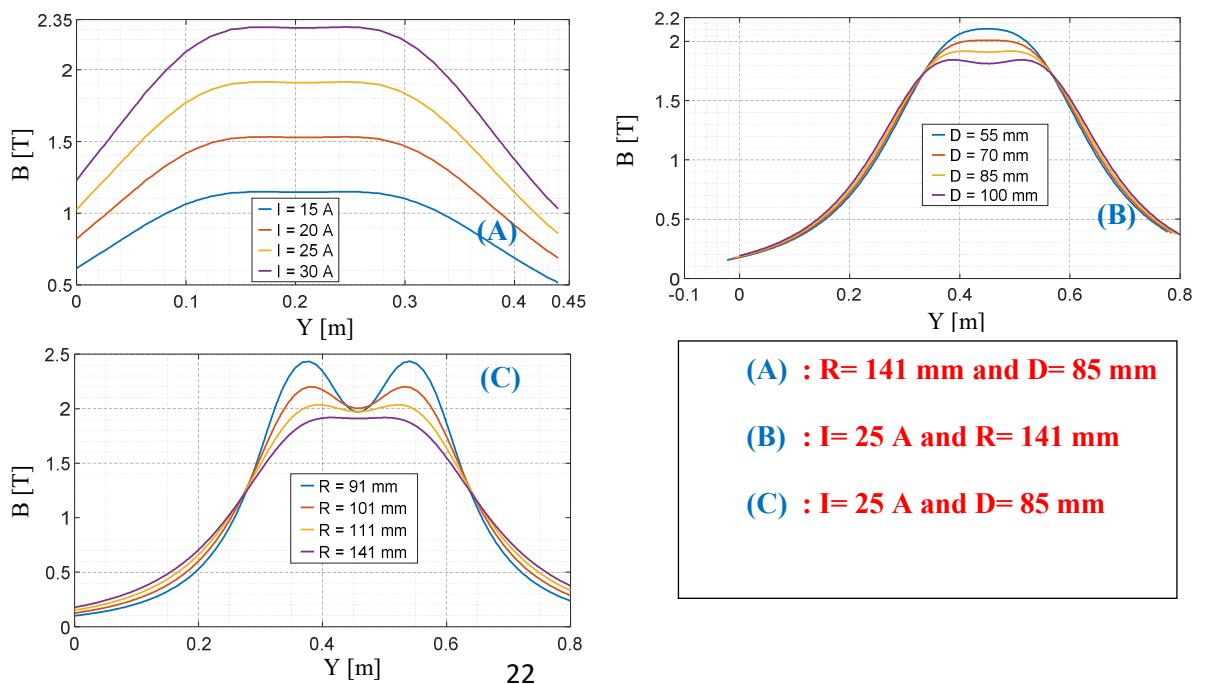 2.35
2
1.5
1
0.5
B [T]
I = 15 A
I = 20 A
I = 25 A
I = 30 A
(A)
0
0.1
0.2
0.3
0.4
0.45
Y [m]
2.2
2
1.5
1
0.5
0
B [T]
D = 55 mm
D = 70 mm
D = 85 mm
D = 100 mm
(B)
-0.1
0
0.2
0.4
0.6
0.8
Y [m]
2.5
2
1.5
1
0.5
0
B [T]
(C)
R = 91 mm
R = 101 mm
R = 111 mm
R = 141 mm
0
0.2
0.4
0.6
0.8
Y [m]
(A) : R= 141 mm and D= 85 mm
(B) : I= 25 A and R= 141 mm
(C) : I= 25 A and D= 85 mm
22